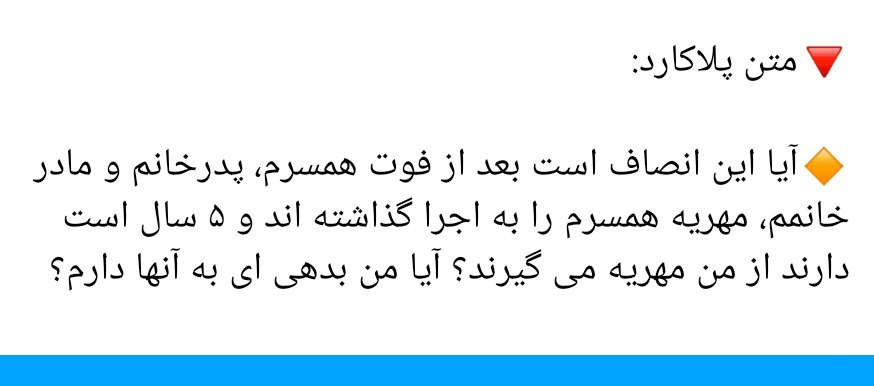 🔻متن پلاکارد:
🔶آیا این انصاف است بعد از فوت همسرم، پدرخانم و مادر
خانمم، مهریه همسرم را به اجرا گذاشته اند و ۵ سال است
دارند از من مهریه می گیرند؟ آیا من بدهی ای به آنها دارم؟